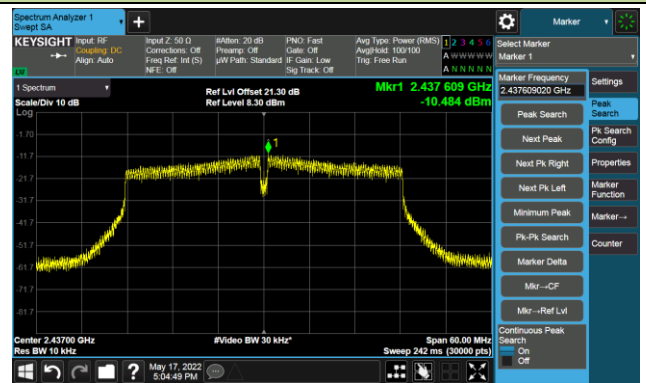 Spectrum Analyzer 1
Swept SA
Marker
KEYSIGHT
Input: RF
Coupling: DC
Align: Auto
Input Z: 50 Ω
Corrections: Off
Freq Ref: Int (S)
NFE: Off
#Atten: 20 dB
Preamp: Off
µW Path: Standard
PNO: Fast
Gate: Off
IF Gain: Low
Sig Track: Off
Avg Type: Power (RMS)
Avg|Hold: 100/100
Trig: Free Run
1 2 3 4 5 6
A W W W W W
A N N N N N
LW
Select Marker
Marker 1
1 Spectrum
Scale/Div 10 dB
Log
Ref Lvl Offset 21.30 dB
Ref Level 8.30 dBm
Mkr1 2.437 609 GHz
-10.484 dBm
-1.70
-11.7
-21.7
-31.7
-41.7
-51.7
-61.7
-71.7
-81.7
1
Center 2.43700 GHz
Res BW 10 kHz
#Video BW 30 kHz*
Span 60.00 MHz
Sweep 242 ms (30000 pts)
Marker Frequency
2.437609020 GHz
Peak Search
Next Peak
Next Pk Right
Next Pk Left
Minimum Peak
Pk-Pk Search
Marker Delta
Mkr→CF
Mkr→Ref Lvl
Continuous Peak
Search
On
Off
Settings
Peak
Search
Pk Search
Config
Properties
Marker
Function
Marker→
Counter
May 17, 2022
5:04:49 PM